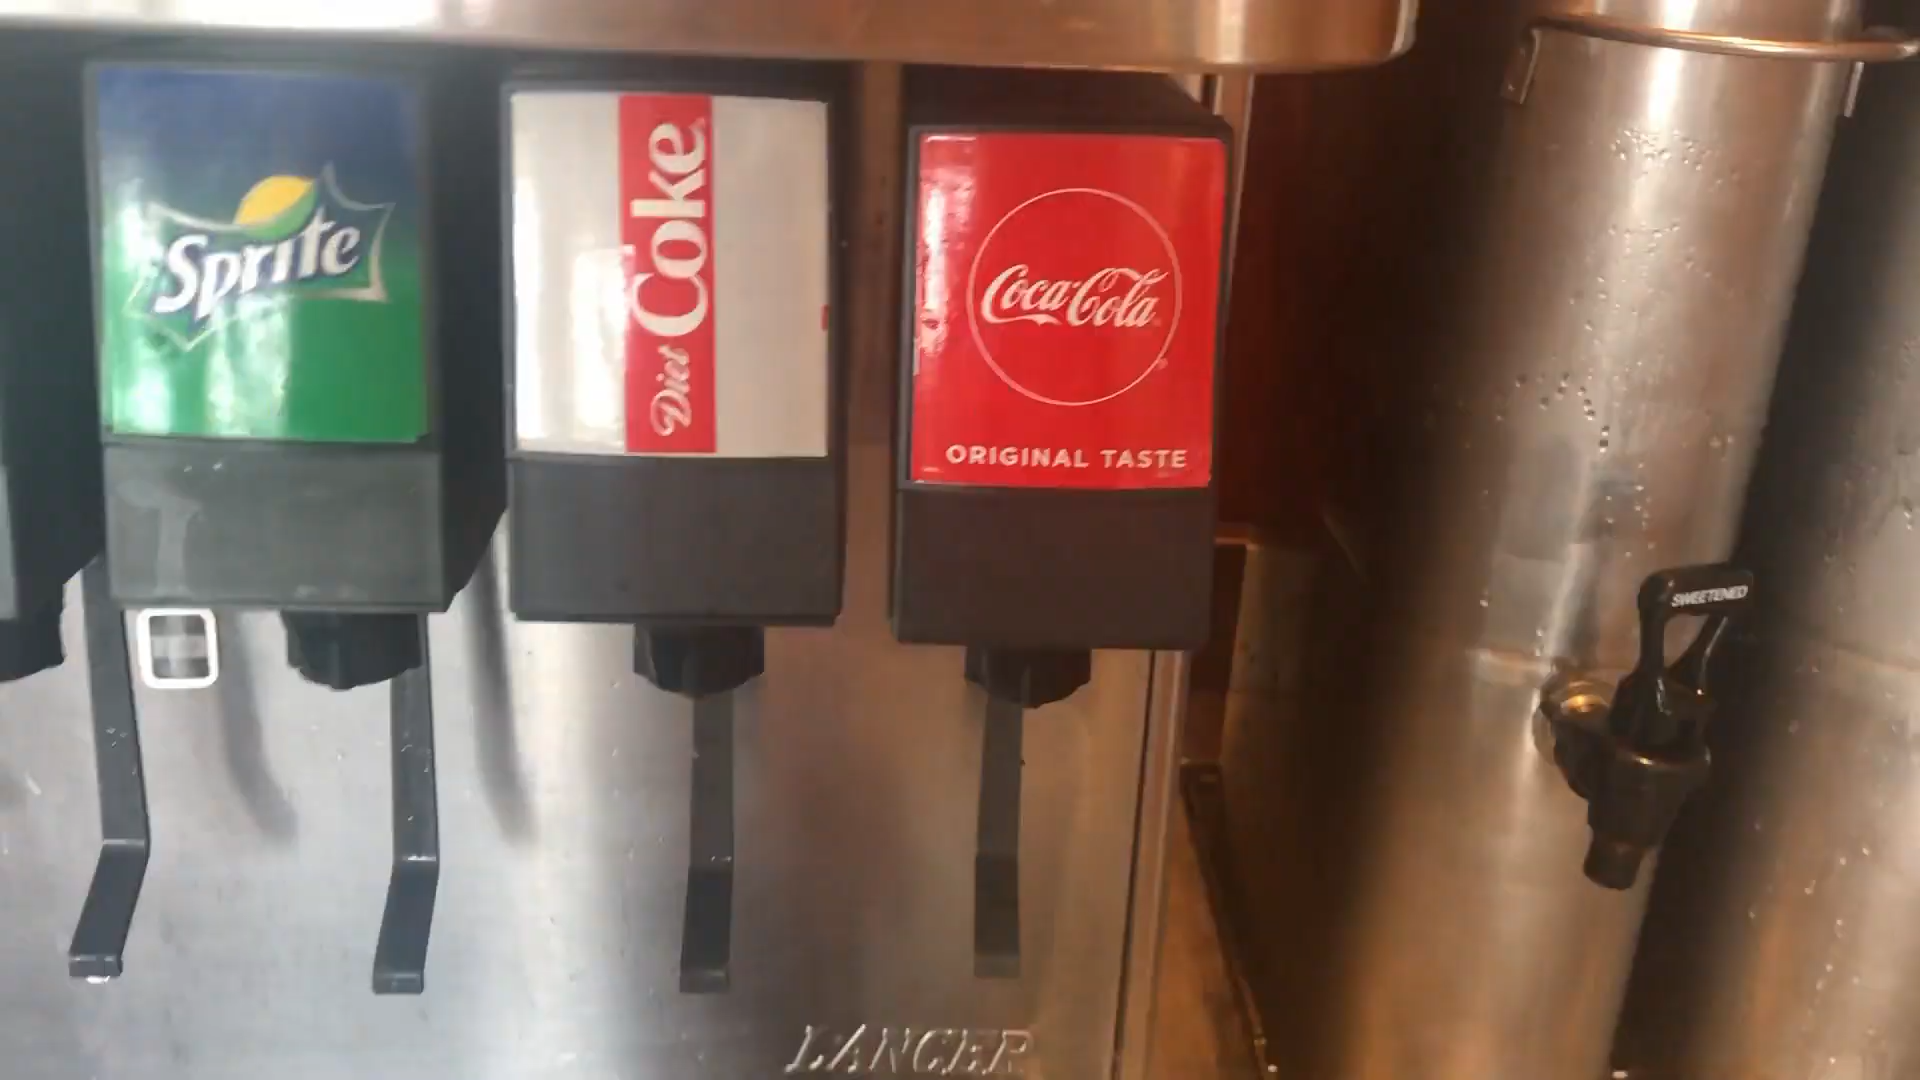 Sprite
Diet Coke
Coca-Cola
ORIGINAL TASTE
SWEETENED
LANCER